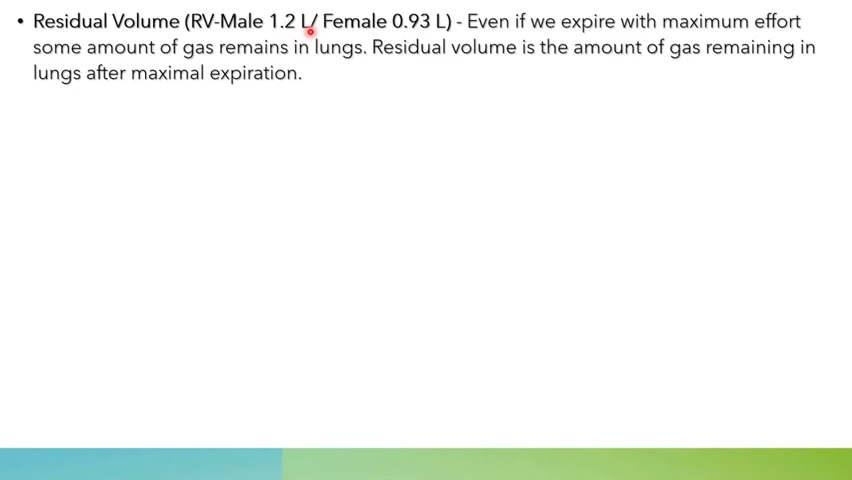 • Residual Volume (RV-Male 1.2 L/ Female 0.93 L) - Even if we expire with maximum effort
some amount of gas remains in lungs. Residual volume is the amount of gas remaining in
lungs after maximal expiration.